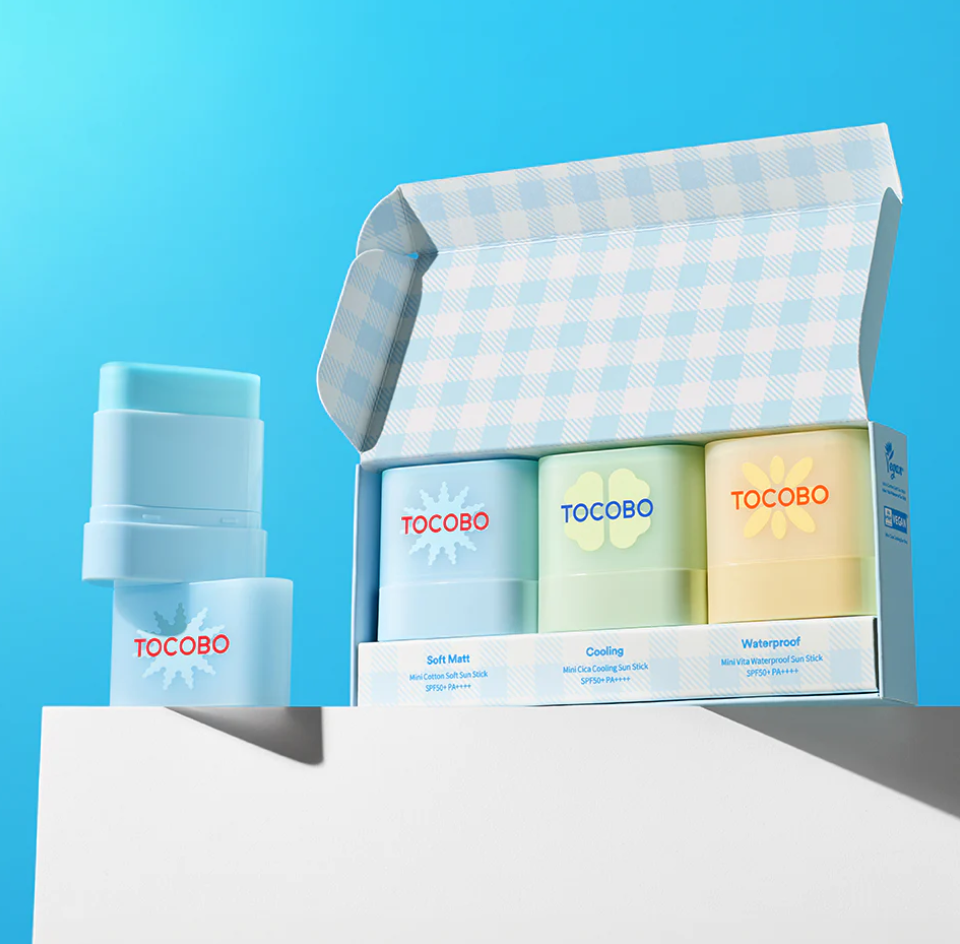 TOCOBO
TOCOBO
TOCOBO
TOCOBO
Soft Matt
Mini Cotton Soft Sun Stick
SPF50+ PA++++
Cooling
Mini Cica Cooling Sun Stick
SPF50+ PA++++
Waterproof
Mini Vita Waterproof Sun Stick
SPF50+ PA++++
Vegan
VEGAN